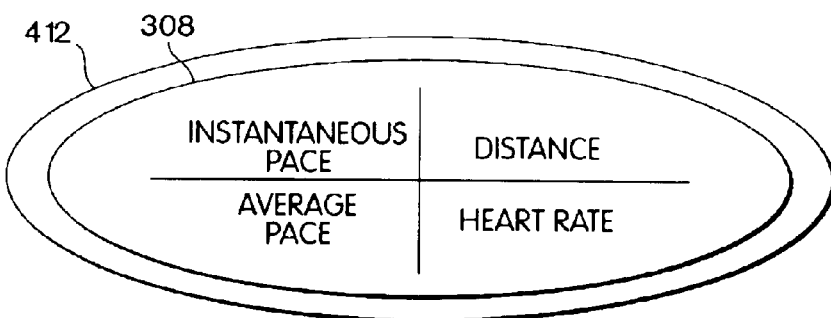 412
308
INSTANTANEOUS
PACE
DISTANCE
AVERAGE
PACE
HEART RATE